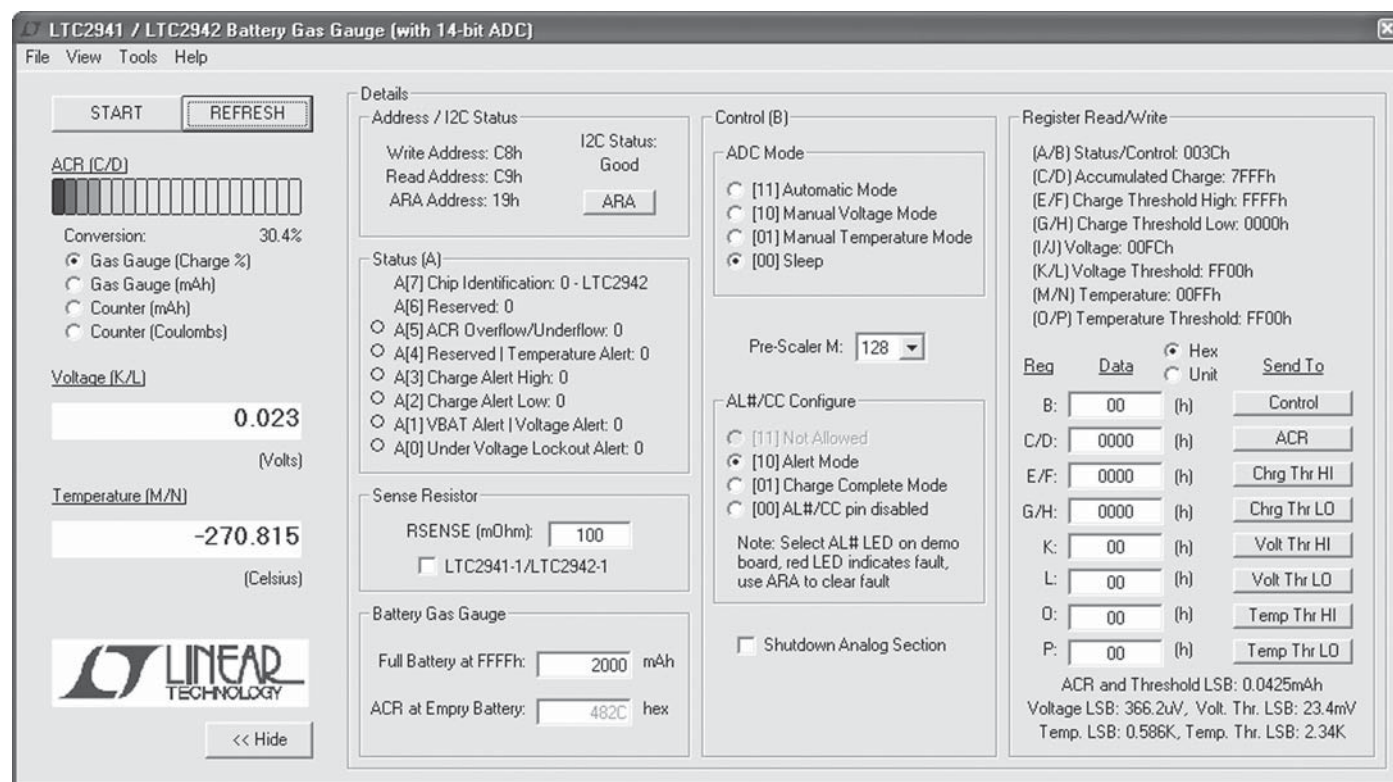 LTC2941 / LTC2942 Battery Gas Gauge (with 14-bit ADC)
File View Tools Help
START REFRESH
ACR (C/D)
Conversion: 30.4%
Gas Gauge (Charge %)
Gas Gauge (mAh)
Counter (mAh)
Counter (Coulombs)
Voltage (K/L)
0.023
(Volts)
Temperature (M/N)
-270.815
(Celsius)
LINEAR
TECHNOLOGY
<< Hide
Details
Address / I2C Status
Write Address: C8h
Read Address: C9h
ARA Address: 19h
I2C Status:
Good
ARA
Status (A)
A[7] Chip Identification: 0 - LTC2942
A[6] Reserved: 0
A[5] ACR Overflow/Underflow: 0
A[4] Reserved | Temperature Alert: 0
A[3] Charge Alert High: 0
A[2] Charge Alert Low: 0
A[1] VBAT Alert | Voltage Alert: 0
A[0] Under Voltage Lockout Alert: 0
Sense Resistor
RSENSE (mOhm): 100
LTC2941-1/LTC2942-1
Battery Gas Gauge
Full Battery at FFFFh: 2000 mAh
ACR at Empry Battery: 482C hex
Control (B)
ADC Mode
[11] Automatic Mode
[10] Manual Voltage Mode
[01] Manual Temperature Mode
[00] Sleep
Pre-Scaler M: 128
AL#/CC Configure
[11] Not Allowed
[10] Alert Mode
[01] Charge Complete Mode
[00] AL#/CC pin disabled
Note: Select AL# LED on demo
board, red LED indicates fault,
use ARA to clear fault
Shutdown Analog Section
Register Read/Write
(A/B) Status/Control: 003Ch
(C/D) Accumulated Charge: 7FFFh
(E/F) Charge Threshold High: FFFFh
(G/H) Charge Threshold Low: 0000h
(I/J) Voltage: 00FCh
(K/L) Voltage Threshold: FF00h
(M/N) Temperature: 00FFh
(O/P) Temperature Threshold: FF00h
Hex
Unit
Reg Data Send To
B: 00 (h) Control
C/D: 0000 (h) ACR
E/F: 0000 (h) Chrg Thr HI
G/H: 0000 (h) Chrg Thr LO
K: 00 (h) Volt Thr HI
L: 00 (h) Volt Thr LO
O: 00 (h) Temp Thr HI
P: 00 (h) Temp Thr LO
ACR and Threshold LSB: 0.0425mAh
Voltage LSB: 366.2uV, Volt. Thr. LSB: 23.4mV
Temp. LSB: 0.586K, Temp. Thr. LSB: 2.34K